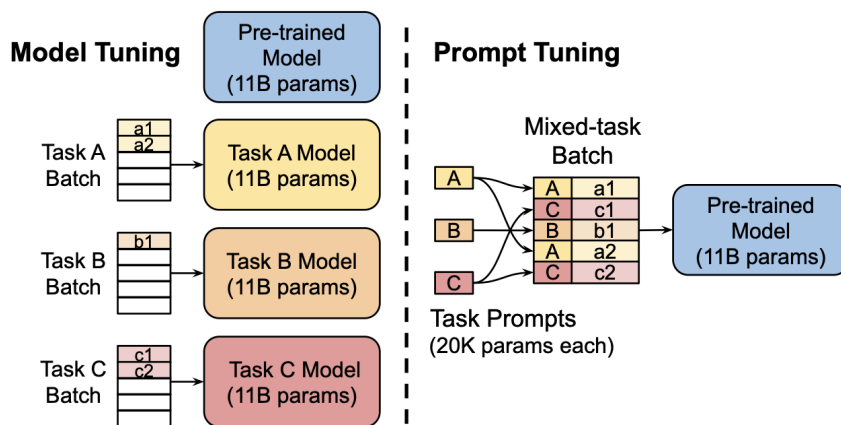 Model Tuning
Pre-trained
Model
(11B params)
Task A
Batch
a1
a2
Task A Model
(11B params)
Task B
Batch
b1
Task B Model
(11B params)
Task C
Batch
c1
c2
Task C Model
(11B params)
Prompt Tuning
Mixed-task
Batch
A
B
C
A a1
C c1
B b1
A a2
C c2
Task Prompts
(20K params each)
Pre-trained
Model
(11B params)